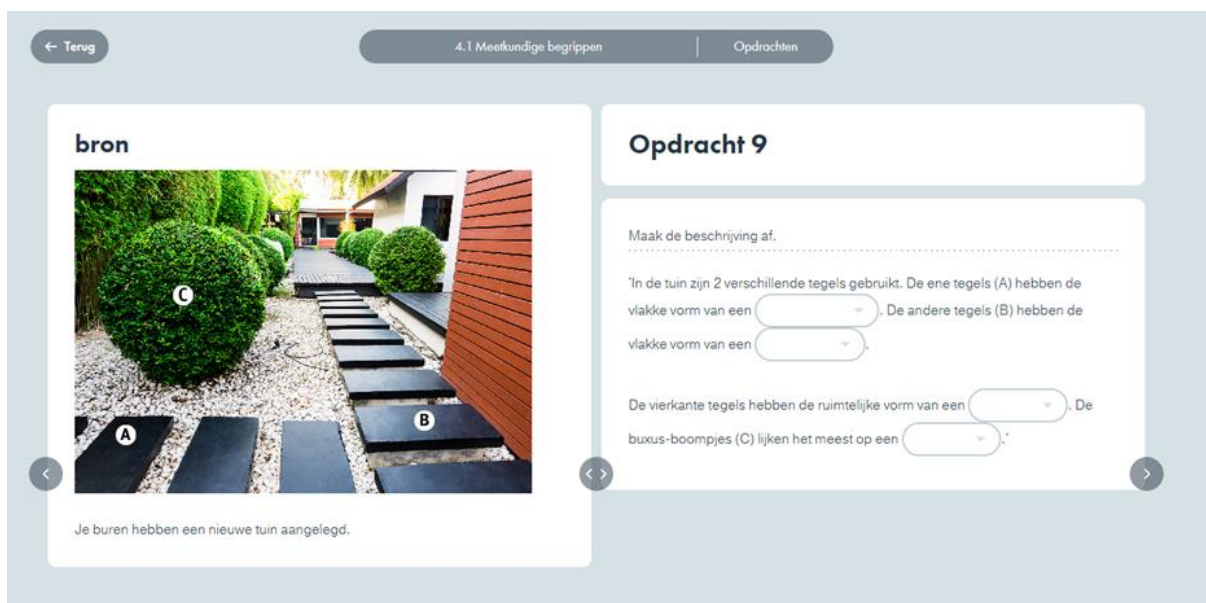 ← Terug
4.1 Meetkundige begrippen | Opdrachten
bron
C
A
B
Je buren hebben een nieuwe tuin aangelegd.
Opdracht 9
Maak de beschrijving af.
'In de tuin zijn 2 verschillende tegels gebruikt. De ene tegels (A) hebben de
vlakke vorm van een . De andere tegels (B) hebben de
vlakke vorm van een .
De vierkante tegels hebben de ruimtelijke vorm van een . De
buxus-boompjes (C) lijken het meest op een .'